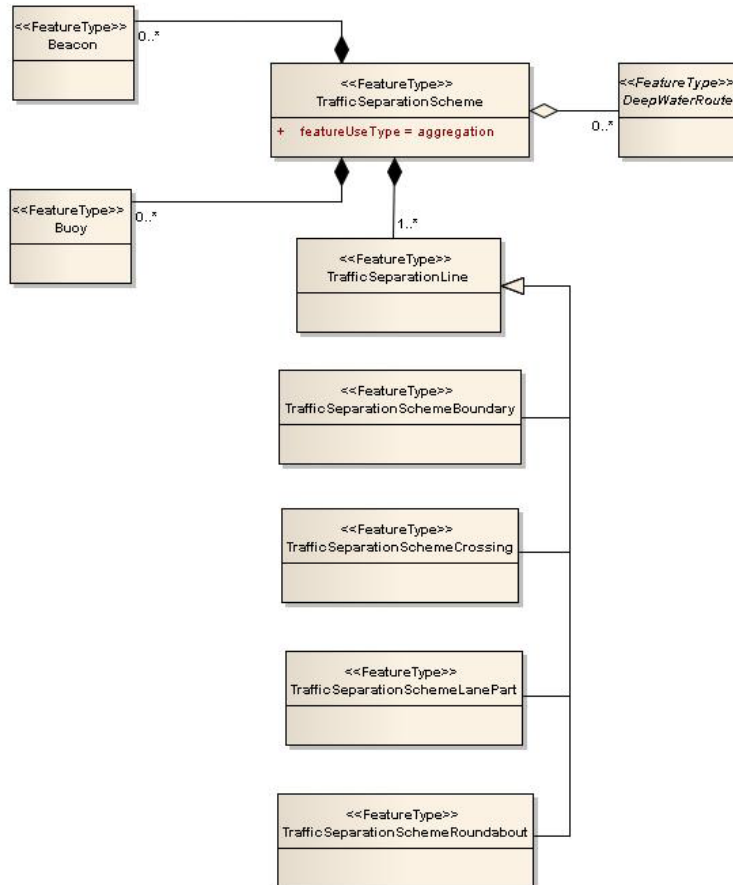 <<FeatureType>>
Beacon
0..*
<<FeatureType>>
TrafficSeparationScheme
+ featureUseType = aggregation
<<FeatureType>>
DeepWaterRoute
0..*
<<FeatureType>>
Buoy
0..*
1..*
<<FeatureType>>
TrafficSeparationLine
<<FeatureType>>
TrafficSeparationSchemeBoundary
<<FeatureType>>
TrafficSeparationSchemeCrossing
<<FeatureType>>
TrafficSeparationSchemeLanePart
<<FeatureType>>
TrafficSeparationSchemeRoundabout